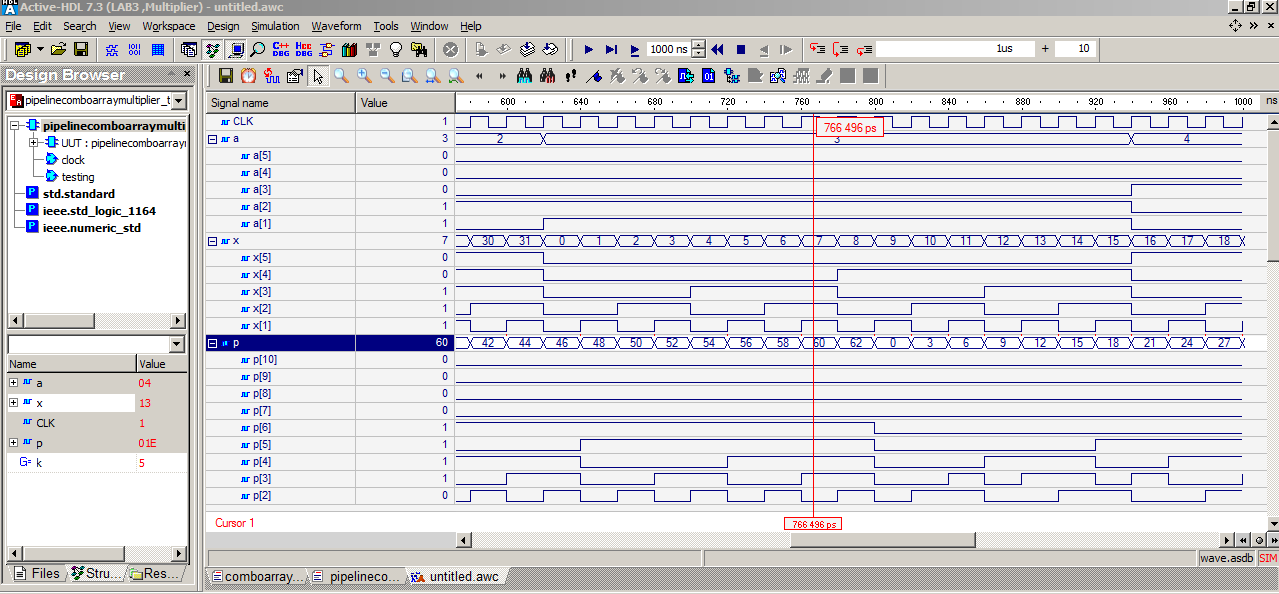 Active-HDL 7.3 (LAB3 ,Multiplier) - untitled.awc
File Edit Search View Workspace Design Simulation Waveform Tools Window Help
C++ DBG Hcc DBG 1000 ns 1us + 10
Design Browser
pipelinecomboarraymultiplier_t
pipelinecomboarraymulti
UUT : pipelinecomboarrayr
clock
testing
std.standard
ieee.std_logic_1164
ieee.numeric_std
Name Value
a 04
x 13
CLK 1
p 01E
k 5
Files Stru... Res...
Signal name Value 600 640 680 720 760 800 840 880 920 960 1000 ns
CLK 1
766 496 ps
a 3 2 3 4
a[5] 0
a[4] 0
a[3] 0
a[2] 1
a[1] 1
x 7 30 31 0 1 2 3 4 5 6 7 8 9 10 11 12 13 14 15 16 17 18
x[5] 0
x[4] 0
x[3] 1
x[2] 1
x[1] 1
p 60 42 44 46 48 50 52 54 56 58 60 62 0 3 6 9 12 15 18 21 24 27
p[10] 0
p[9] 0
p[8] 0
p[7] 0
p[6] 1
p[5] 1
p[4] 1
p[3] 1
p[2] 0
Cursor 1 766 496 ps
wave.asdb SIM
comboarray... pipelineco... untitled.awc